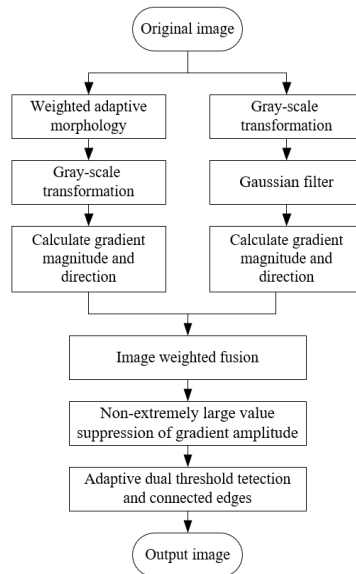 Original image
Weighted adaptive
morphology
Gray-scale
transformation
Calculate gradient
magnitude and
direction
Gray-scale
transformation
Gaussian filter
Calculate gradient
magnitude and
direction
Image weighted fusion
Non-extremely large value
suppression of gradient amplitude
Adaptive dual threshold tetection
and connected edges
Output image